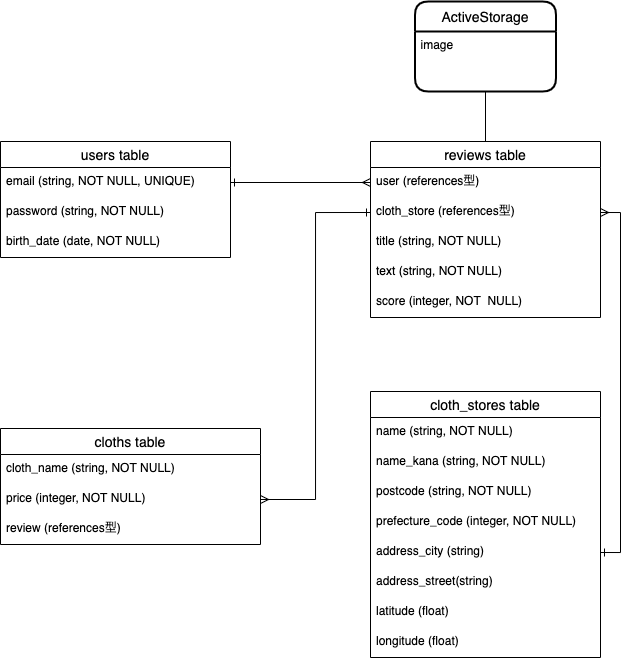 ActiveStorage
image
users table
email (string, NOT NULL, UNIQUE)
password (string, NOT NULL)
birth_date (date, NOT NULL)
reviews table
user (references型)
cloth_store (references型)
title (string, NOT NULL)
text (string, NOT NULL)
score (integer, NOT  NULL)
cloths table
cloth_name (string, NOT NULL)
price (integer, NOT NULL)
review (references型)
cloth_stores table
name (string, NOT NULL)
name_kana (string, NOT NULL)
postcode (string, NOT NULL)
prefecture_code (integer, NOT NULL)
address_city (string)
address_street(string)
latitude (float)
longitude (float)